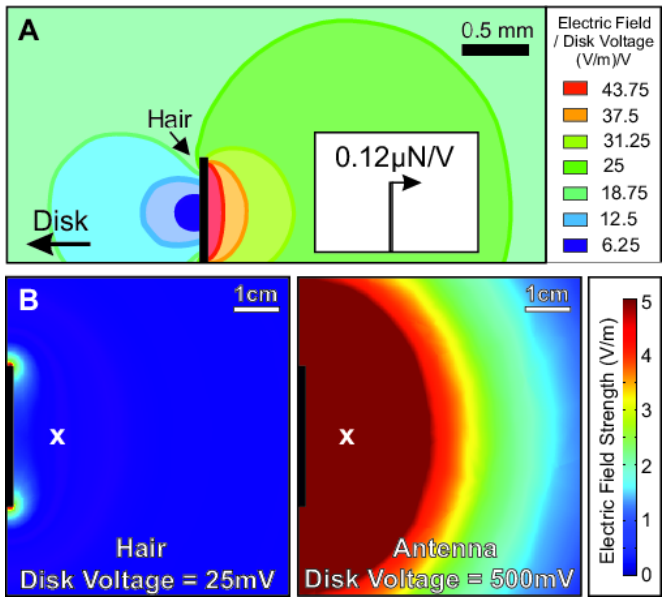 A
0.5 mm
Hair
0.12µN/V
Disk
Electric Field
/ Disk Voltage
(V/m)/V
43.75
37.5
31.25
25
18.75
12.5
6.25
B
1cm
x
Hair
Disk Voltage = 25mV
1cm
x
Antenna
Disk Voltage = 500mV
5
4
3
2
1
0
Electric Field Strength (V/m)